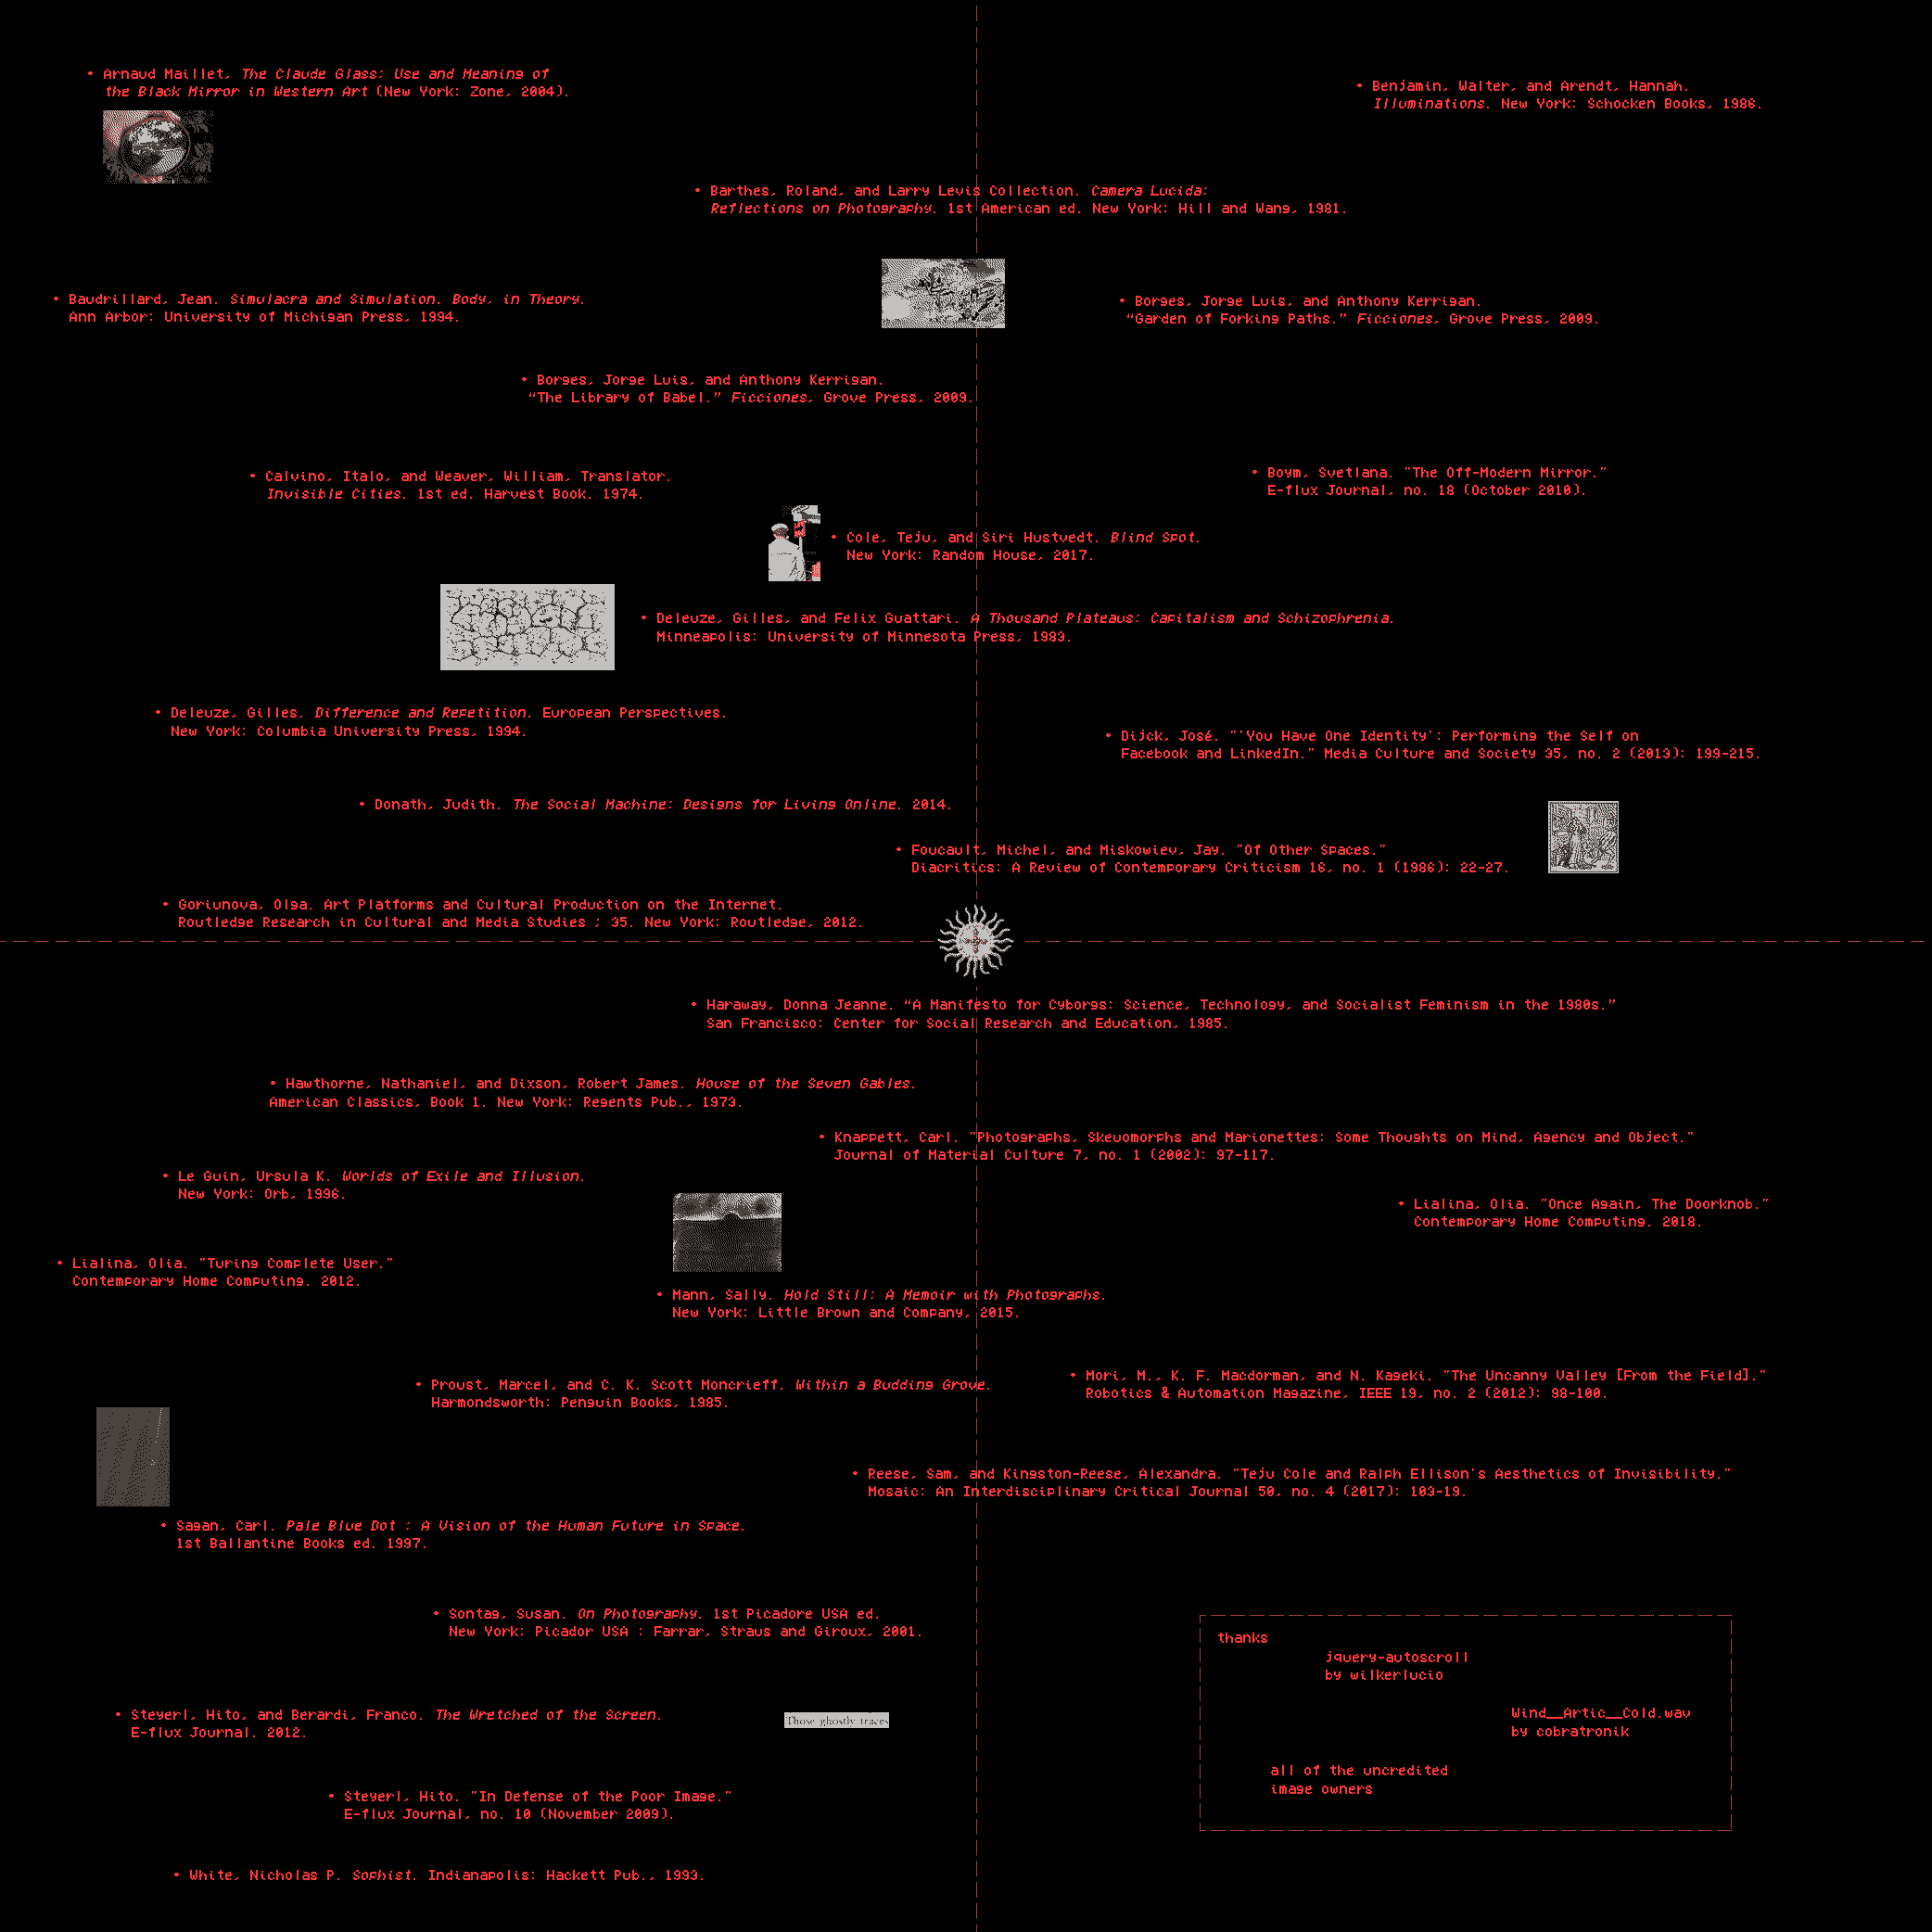 • Arnaud Maillet, The Claude Glass: Use and Meaning of
the Black Mirror in Western Art (New York: Zone, 2004).
• Benjamin, Walter, and Arendt, Hannah.
Illuminations. New York: Schocken Books, 1986.
• Barthes, Roland, and Larry Levis Collection. Camera Lucida:
Reflections on Photography. 1st American ed. New York: Hill and Wang, 1981.
• Baudrillard, Jean. Simulacra and Simulation. Body, in Theory.
Ann Arbor: University of Michigan Press, 1994.
• Borges, Jorge Luis, and Anthony Kerrigan.
“Garden of Forking Paths.” Ficciones, Grove Press, 2009.
• Borges, Jorge Luis, and Anthony Kerrigan.
“The Library of Babel.” Ficciones, Grove Press, 2009.
• Calvino, Italo, and Weaver, William, Translator.
Invisible Cities. 1st ed. Harvest Book. 1974.
• Boym, Svetlana. "The Off-Modern Mirror."
E-flux Journal, no. 18 (October 2010).
• Cole, Teju, and Siri Hustvedt. Blind Spot.
New York: Random House, 2017.
• Deleuze, Gilles, and Felix Guattari. A Thousand Plateaus: Capitalism and Schizophrenia.
Minneapolis: University of Minnesota Press, 1983.
• Deleuze, Gilles. Difference and Repetition. European Perspectives.
New York: Columbia University Press, 1994.
• Dijck, José. "'You Have One Identity': Performing the Self on
Facebook and LinkedIn." Media Culture and Society 35, no. 2 (2013): 199-215.
• Donath, Judith. The Social Machine: Designs for Living Online. 2014.
• Foucault, Michel, and Miskowiev, Jay. "Of Other Spaces."
Diacritics: A Review of Contemporary Criticism 16, no. 1 (1986): 22-27.
• Goriunova, Olga. Art Platforms and Cultural Production on the Internet.
Routledge Research in Cultural and Media Studies ; 35. New York: Routledge, 2012.
• Haraway, Donna Jeanne. “A Manifesto for Cyborgs: Science, Technology, and Socialist Feminism in the 1980s.”
San Francisco: Center for Social Research and Education, 1985.
• Hawthorne, Nathaniel, and Dixson, Robert James. House of the Seven Gables.
American Classics, Book 1. New York: Regents Pub., 1973.
• Knappett, Carl. "Photographs, Skeuomorphs and Marionettes: Some Thoughts on Mind, Agency and Object."
Journal of Material Culture 7, no. 1 (2002): 97-117.
• Le Guin, Ursula K. Worlds of Exile and Illusion.
New York: Orb, 1996.
• Lialina, Olia. "Once Again, The Doorknob."
Contemporary Home Computing. 2018.
• Lialina, Olia. "Turing Complete User."
Contemporary Home Computing. 2012.
• Mann, Sally. Hold Still: A Memoir with Photographs.
New York: Little Brown and Company, 2015.
• Mori, M., K. F. Macdorman, and N. Kageki. "The Uncanny Valley [From the Field]."
Robotics & Automation Magazine, IEEE 19, no. 2 (2012): 98-100.
• Proust, Marcel, and C. K. Scott Moncrieff. Within a Budding Grove.
Harmondsworth: Penguin Books, 1985.
• Reese, Sam, and Kingston-Reese, Alexandra. "Teju Cole and Ralph Ellison's Aesthetics of Invisibility."
Mosaic: An Interdisciplinary Critical Journal 50, no. 4 (2017): 103-19.
• Sagan, Carl. Pale Blue Dot : A Vision of the Human Future in Space.
1st Ballantine Books ed. 1997.
• Sontag, Susan. On Photography. 1st Picadore USA ed.
New York: Picador USA : Farrar, Straus and Giroux, 2001.
thanks
jquery-autoscroll
by wilkerlucio
Wind__Artic__Cold.wav
by cobratronik
all of the uncredited
image owners
• Steyerl, Hito, and Berardi, Franco. The Wretched of the Screen.
E-flux Journal. 2012.
Those ghostly traces
• Steyerl, Hito. "In Defense of the Poor Image."
E-flux Journal, no. 10 (November 2009).
• White, Nicholas P. Sophist. Indianapolis: Hackett Pub., 1993.